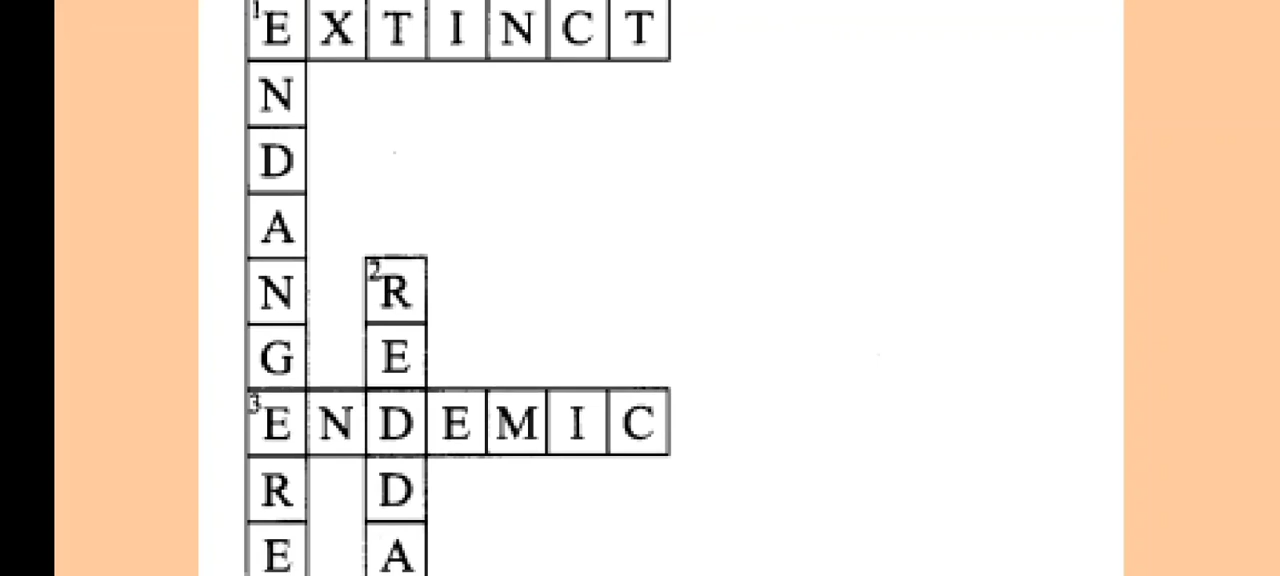 1 E X T I N C T
N
D
A
N 2 R
G E
3 E N D E M I C
R D
E A